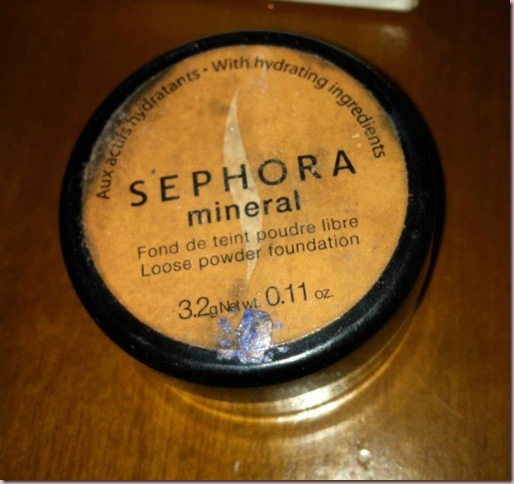 Aux actifs hydratants • With hydrating ingredients
SEPHORA
mineral
Fond de teint poudre libre
Loose powder foundation
3.2g Net wt. 0.11 oz.